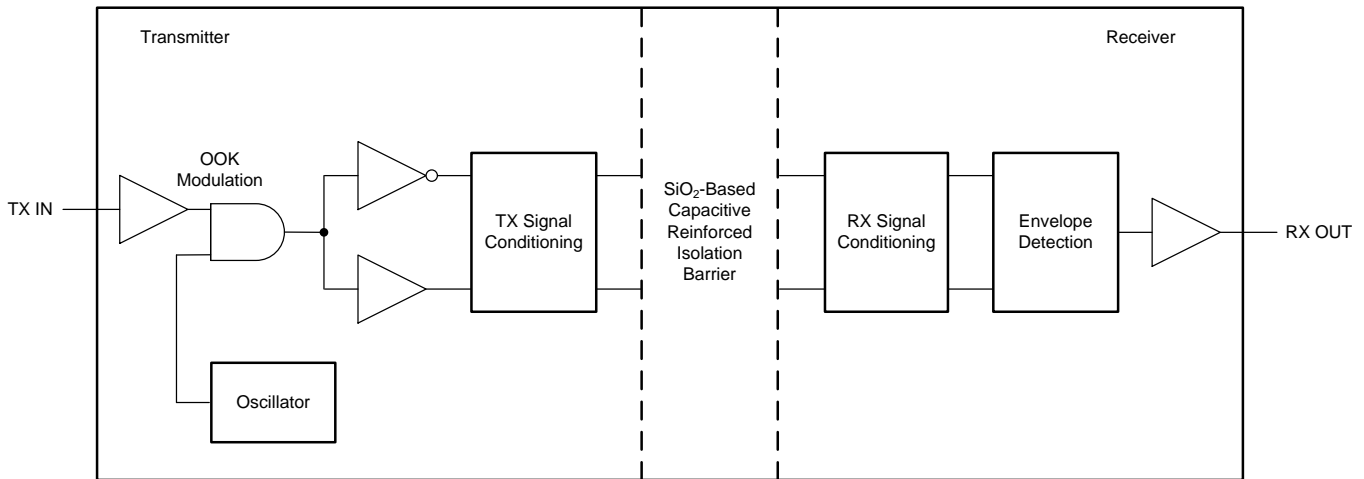 Transmitter
Receiver
OOK
Modulation
TX IN
TX Signal
Conditioning
SiO₂-Based
Capacitive
Reinforced
Isolation
Barrier
RX Signal
Conditioning
Envelope
Detection
RX OUT
Oscillator